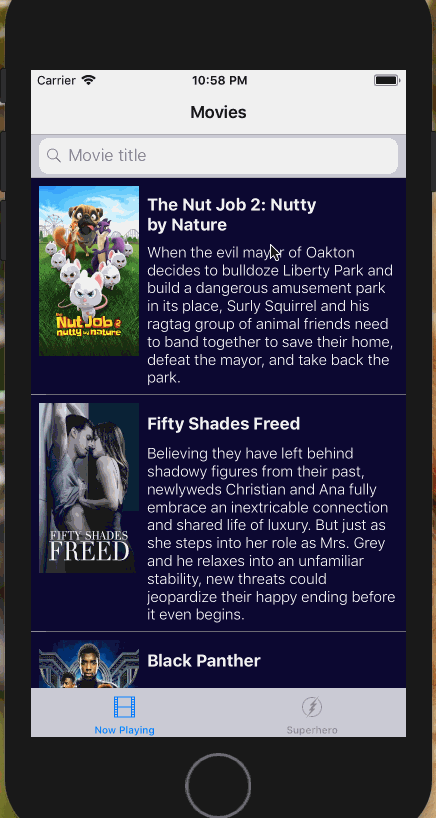 Carrier
10:58 PM
Movies
Movie title
The Nut Job 2: Nutty
by Nature
When the evil mayor of Oakton
decides to bulldoze Liberty Park and
build a dangerous amusement park
in its place, Surly Squirrel and his
ragtag group of animal friends need
to band together to save their home,
defeat the mayor, and take back the
park.
the
Nut Job 2
nutty by nature
Fifty Shades Freed
Believing they have left behind
shadowy figures from their past,
newlyweds Christian and Ana fully
embrace an inextricable connection
and shared life of luxury. But just as
she steps into her role as Mrs. Grey
and he relaxes into an unfamiliar
stability, new threats could
jeopardize their happy ending before
it even begins.
FIFTY SHADES
FREED
Black Panther
Now Playing
Superhero